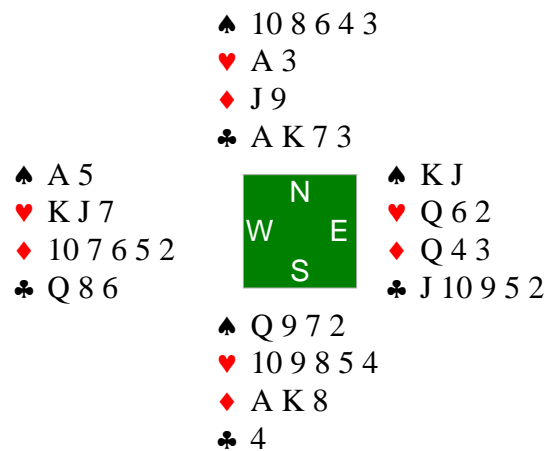 ♠ 10 8 6 4 3
♥ A 3
♦ J 9
♣ A K 7 3
♠ A 5
♥ K J 7
♦ 10 7 6 5 2
♣ Q 8 6
N
W E
S
♠ K J
♥ Q 6 2
♦ Q 4 3
♣ J 10 9 5 2
♠ Q 9 7 2
♥ 10 9 8 5 4
♦ A K 8
♣ 4